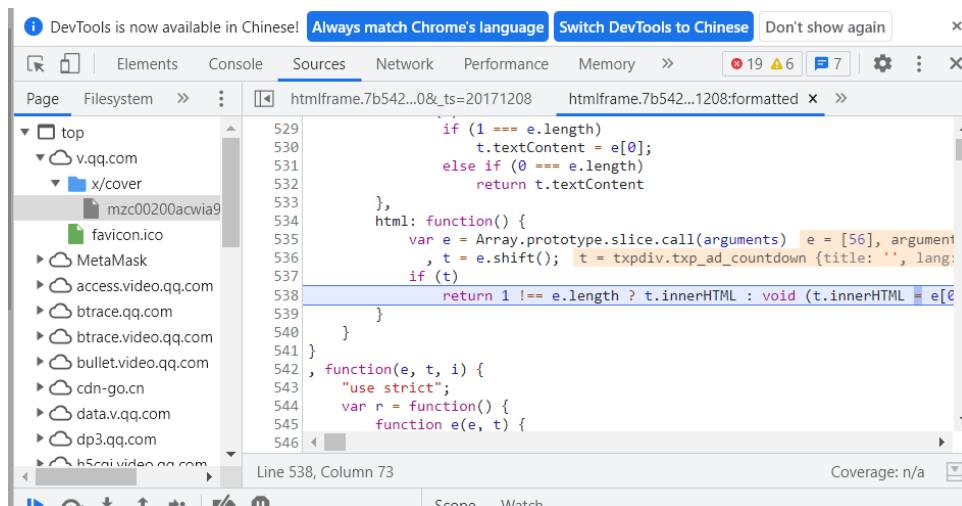 DevTools is now available in Chinese! Always match Chrome's language Switch DevTools to Chinese Don't show again ×
Elements Console Sources Network Performance Memory » 19 6 7
Page Filesystem » htmlframe.7b542...0&_ts=20171208 htmlframe.7b542...1208:formatted × »
top
v.qq.com
x/cover
mzc00200acwia9
favicon.ico
MetaMask
access.video.qq.com
btrace.qq.com
btrace.video.qq.com
bullet.video.qq.com
cdn-go.cn
data.v.qq.com
dp3.qq.com
h5cgi.video.qq.com
529 if (1 === e.length)
530 t.textContent = e[0];
531 else if (0 === e.length)
532 return t.textContent
533 },
534 html: function() {
535 var e = Array.prototype.slice.call(arguments) e = [56], argument
536 , t = e.shift(); t = txpdiv.txp_ad_countdown {title: '', lang:
537 if (t)
538 return 1 !== e.length ? t.innerHTML : void (t.innerHTML = e[0
539 }
540 }
541 }
542 , function(e, t, i) {
543 "use strict";
544 var r = function() {
545 function e(e, t) {
546
Line 538, Column 73 Coverage: n/a
Scope Watch